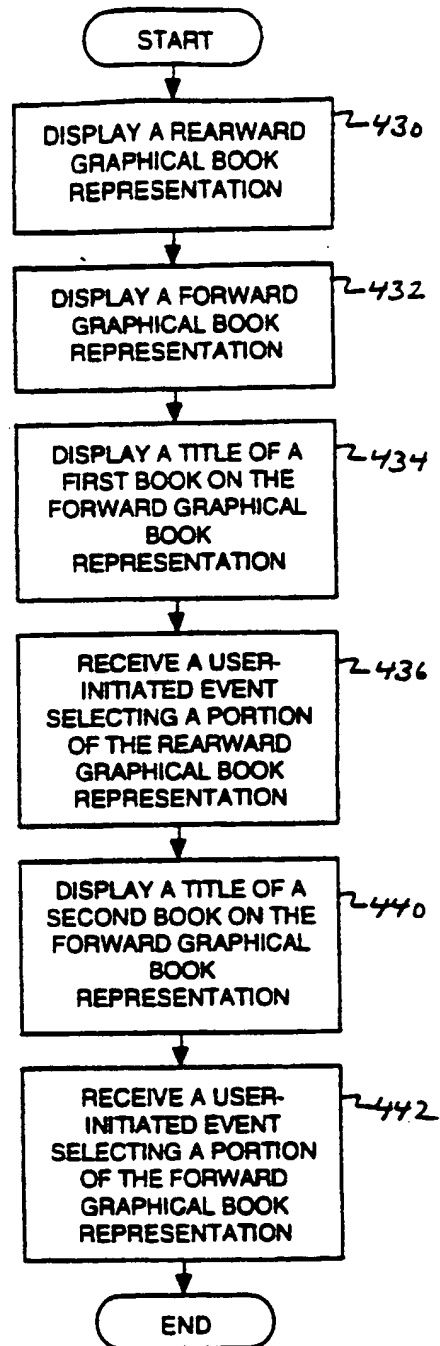 START
DISPLAY A REARWARD
GRAPHICAL BOOK
REPRESENTATION
430
DISPLAY A FORWARD
GRAPHICAL BOOK
REPRESENTATION
432
DISPLAY A TITLE OF A
FIRST BOOK ON THE
FORWARD GRAPHICAL
BOOK
REPRESENTATION
434
RECEIVE A USER-
INITIATED EVENT
SELECTING A PORTION
OF THE REARWARD
GRAPHICAL BOOK
REPRESENTATION
436
DISPLAY A TITLE OF A
SECOND BOOK ON THE
FORWARD GRAPHICAL
BOOK
REPRESENTATION
440
RECEIVE A USER-
INITIATED EVENT
SELECTING A PORTION
OF THE FORWARD
GRAPHICAL BOOK
REPRESENTATION
442
END